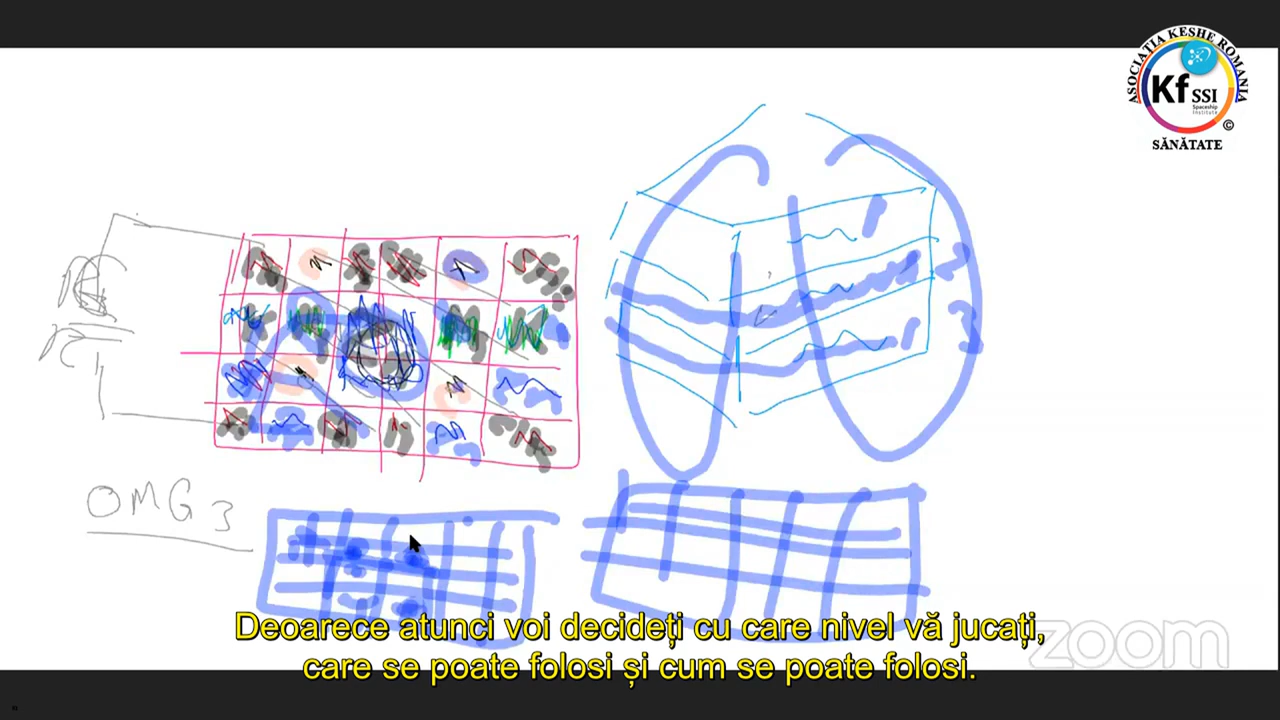 ASOCIAȚIA KESHE ROMANIA
Kf SSI
Spaceship
Institute
©
SĂNĂTATE
OMG 3
Deoarece atunci voi decideți cu care nivel vă jucați,
care se poate folosi și cum se poate folosi.
zoom